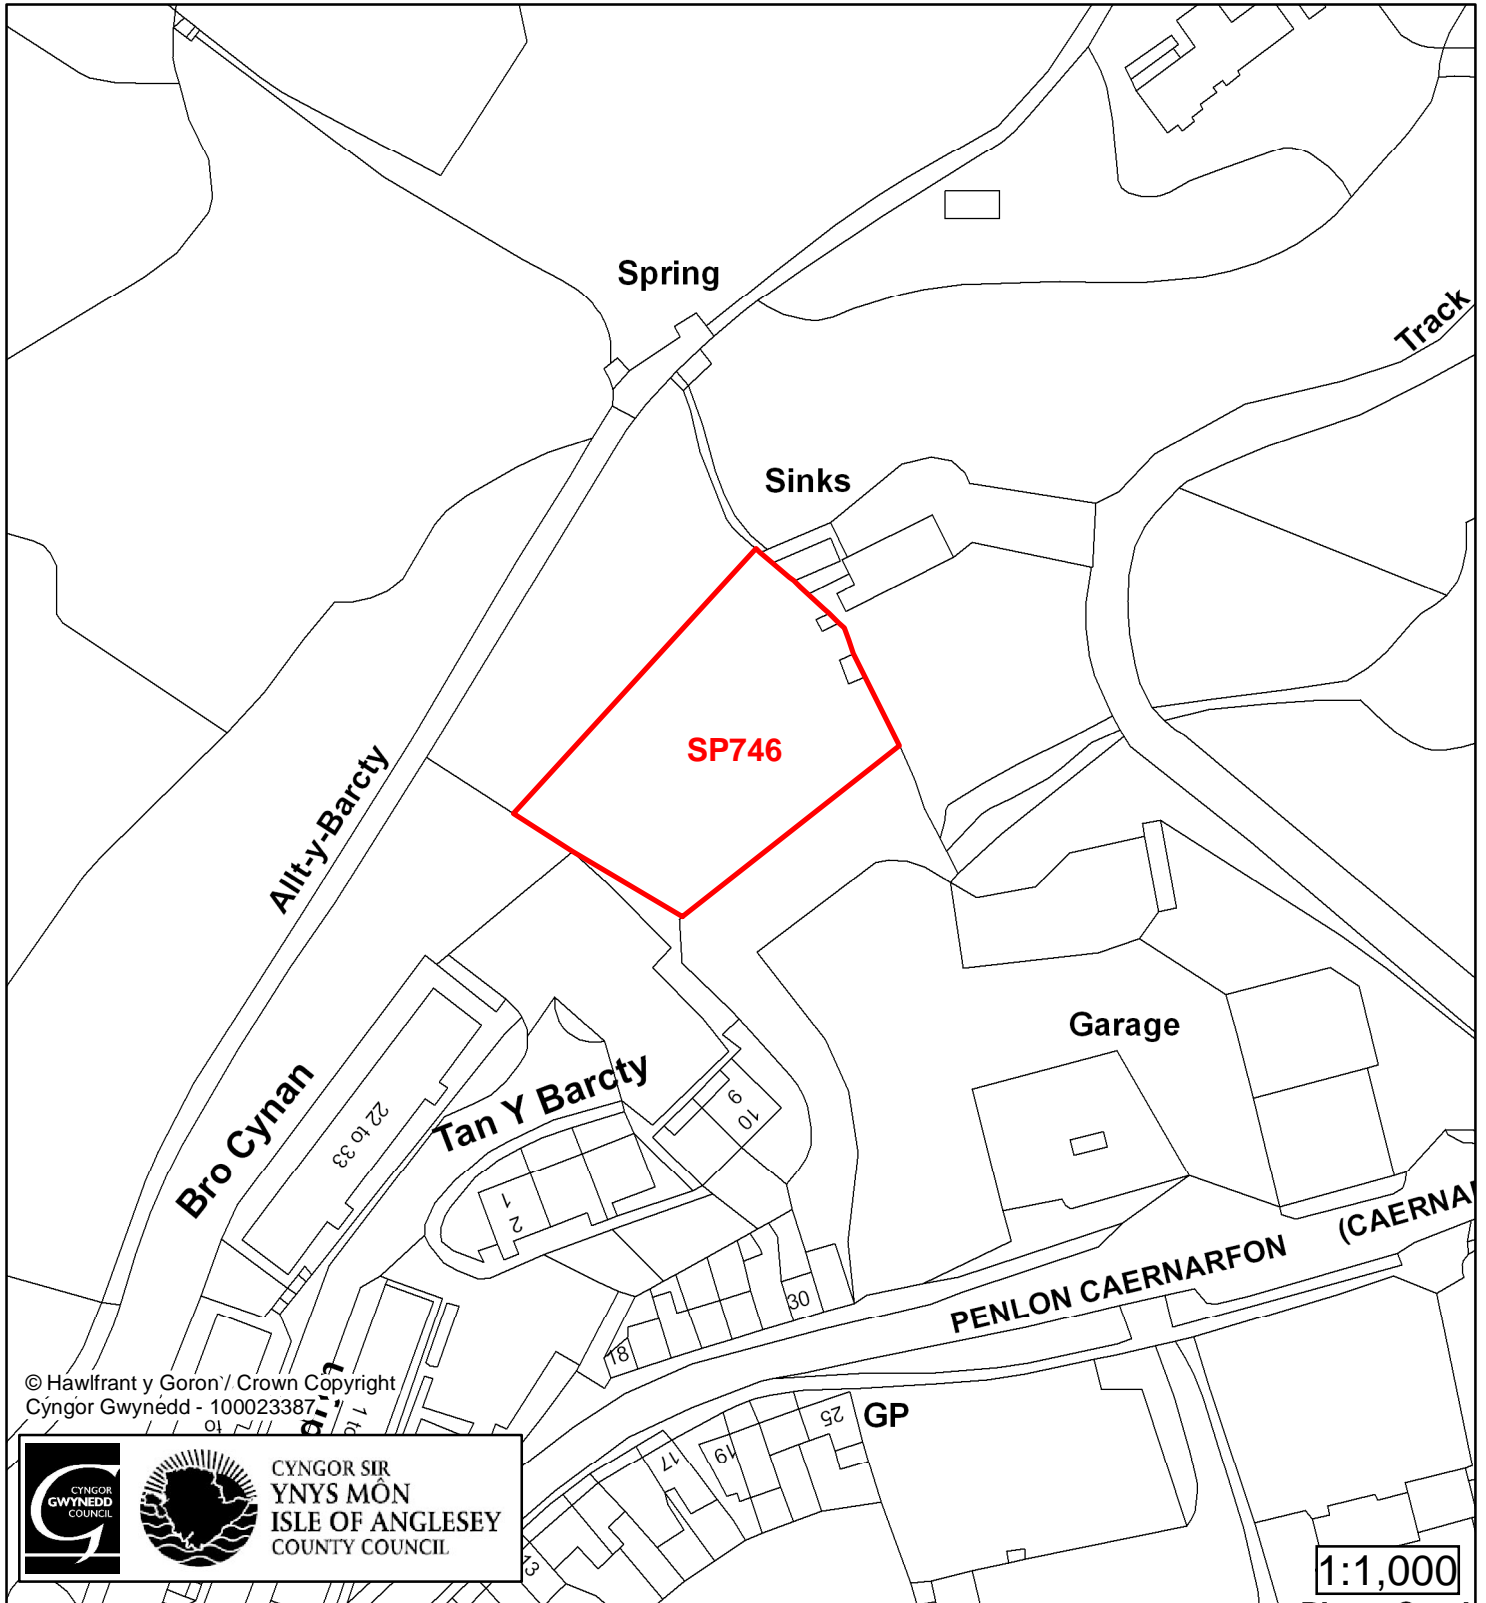 Spring
Track
Sinks
SP746
Allt-y-Barcty
Garage
Bro Cynan
Tan Y Barcty
22 to 33
9
10
1
2
30
18
PENLON CAERNARFON
© Hawlfrant y Goron / Crown Copyright
Cyngor Gwynedd - 100023387
GP
25
19
17
13
CYNGOR
GWYNEDD
COUNCIL
CYNGOR SIR
YNYS MÔN
ISLE OF ANGLESEY
COUNTY COUNCIL
1:1,000